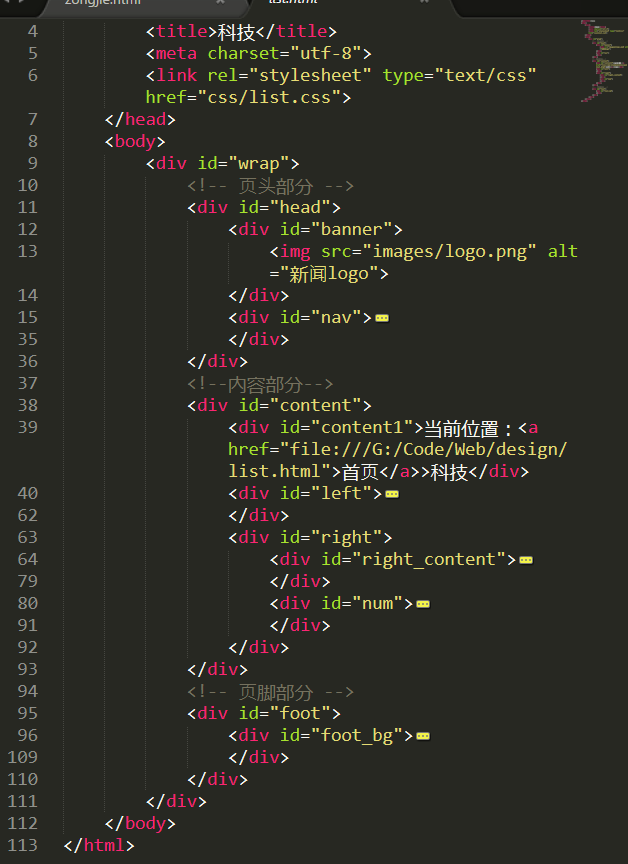 zongjie.html
list.html
4 <title>科技</title>
5 <meta charset="utf-8">
6 <link rel="stylesheet" type="text/css"
href="css/list.css">
7 </head>
8 <body>
9 <div id="wrap">
10 <!-- 页头部分 -->
11 <div id="head">
12 <div id="banner">
13 <img src="images/logo.png" alt
="新闻logo">
14 </div>
15 <div id="nav">
35 </div>
36 </div>
37 <!--内容部分-->
38 <div id="content">
39 <div id="content1">当前位置：<a
href="file:///G:/Code/Web/design/
list.html">首页</a>>科技</div>
40 <div id="left">
62 </div>
63 <div id="right">
64 <div id="right_content">
79 </div>
80 <div id="num">
91 </div>
92 </div>
93 </div>
94 <!-- 页脚部分 -->
95 <div id="foot">
96 <div id="foot_bg">
109 </div>
110 </div>
111 </div>
112 </body>
113 </html>